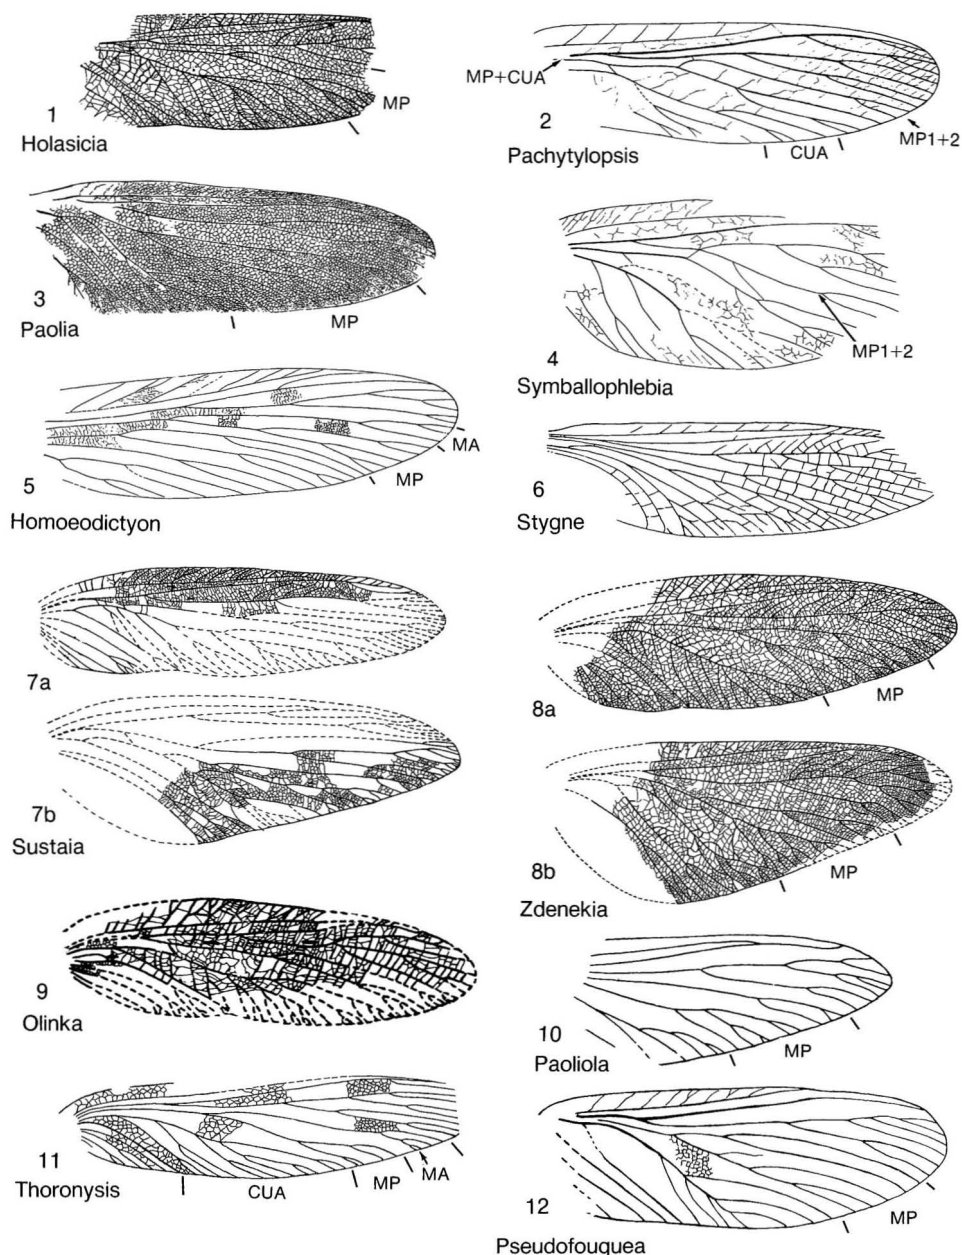 1
Holasicia
MP
MP+CUA
2
Pachytylopsis
CUA
MP1+2
3
Paolia
MP
4
Symballophlebia
MP1+2
5
Homoeodictyon
MA
MP
6
Stygne
7a
7b
Sustaia
8a
MP
8b
MP
Zdenekia
9
Olinka
10
Paoliola
MP
11
Thoronysis
CUA
MP
MA
12
Pseudofouquea
MP